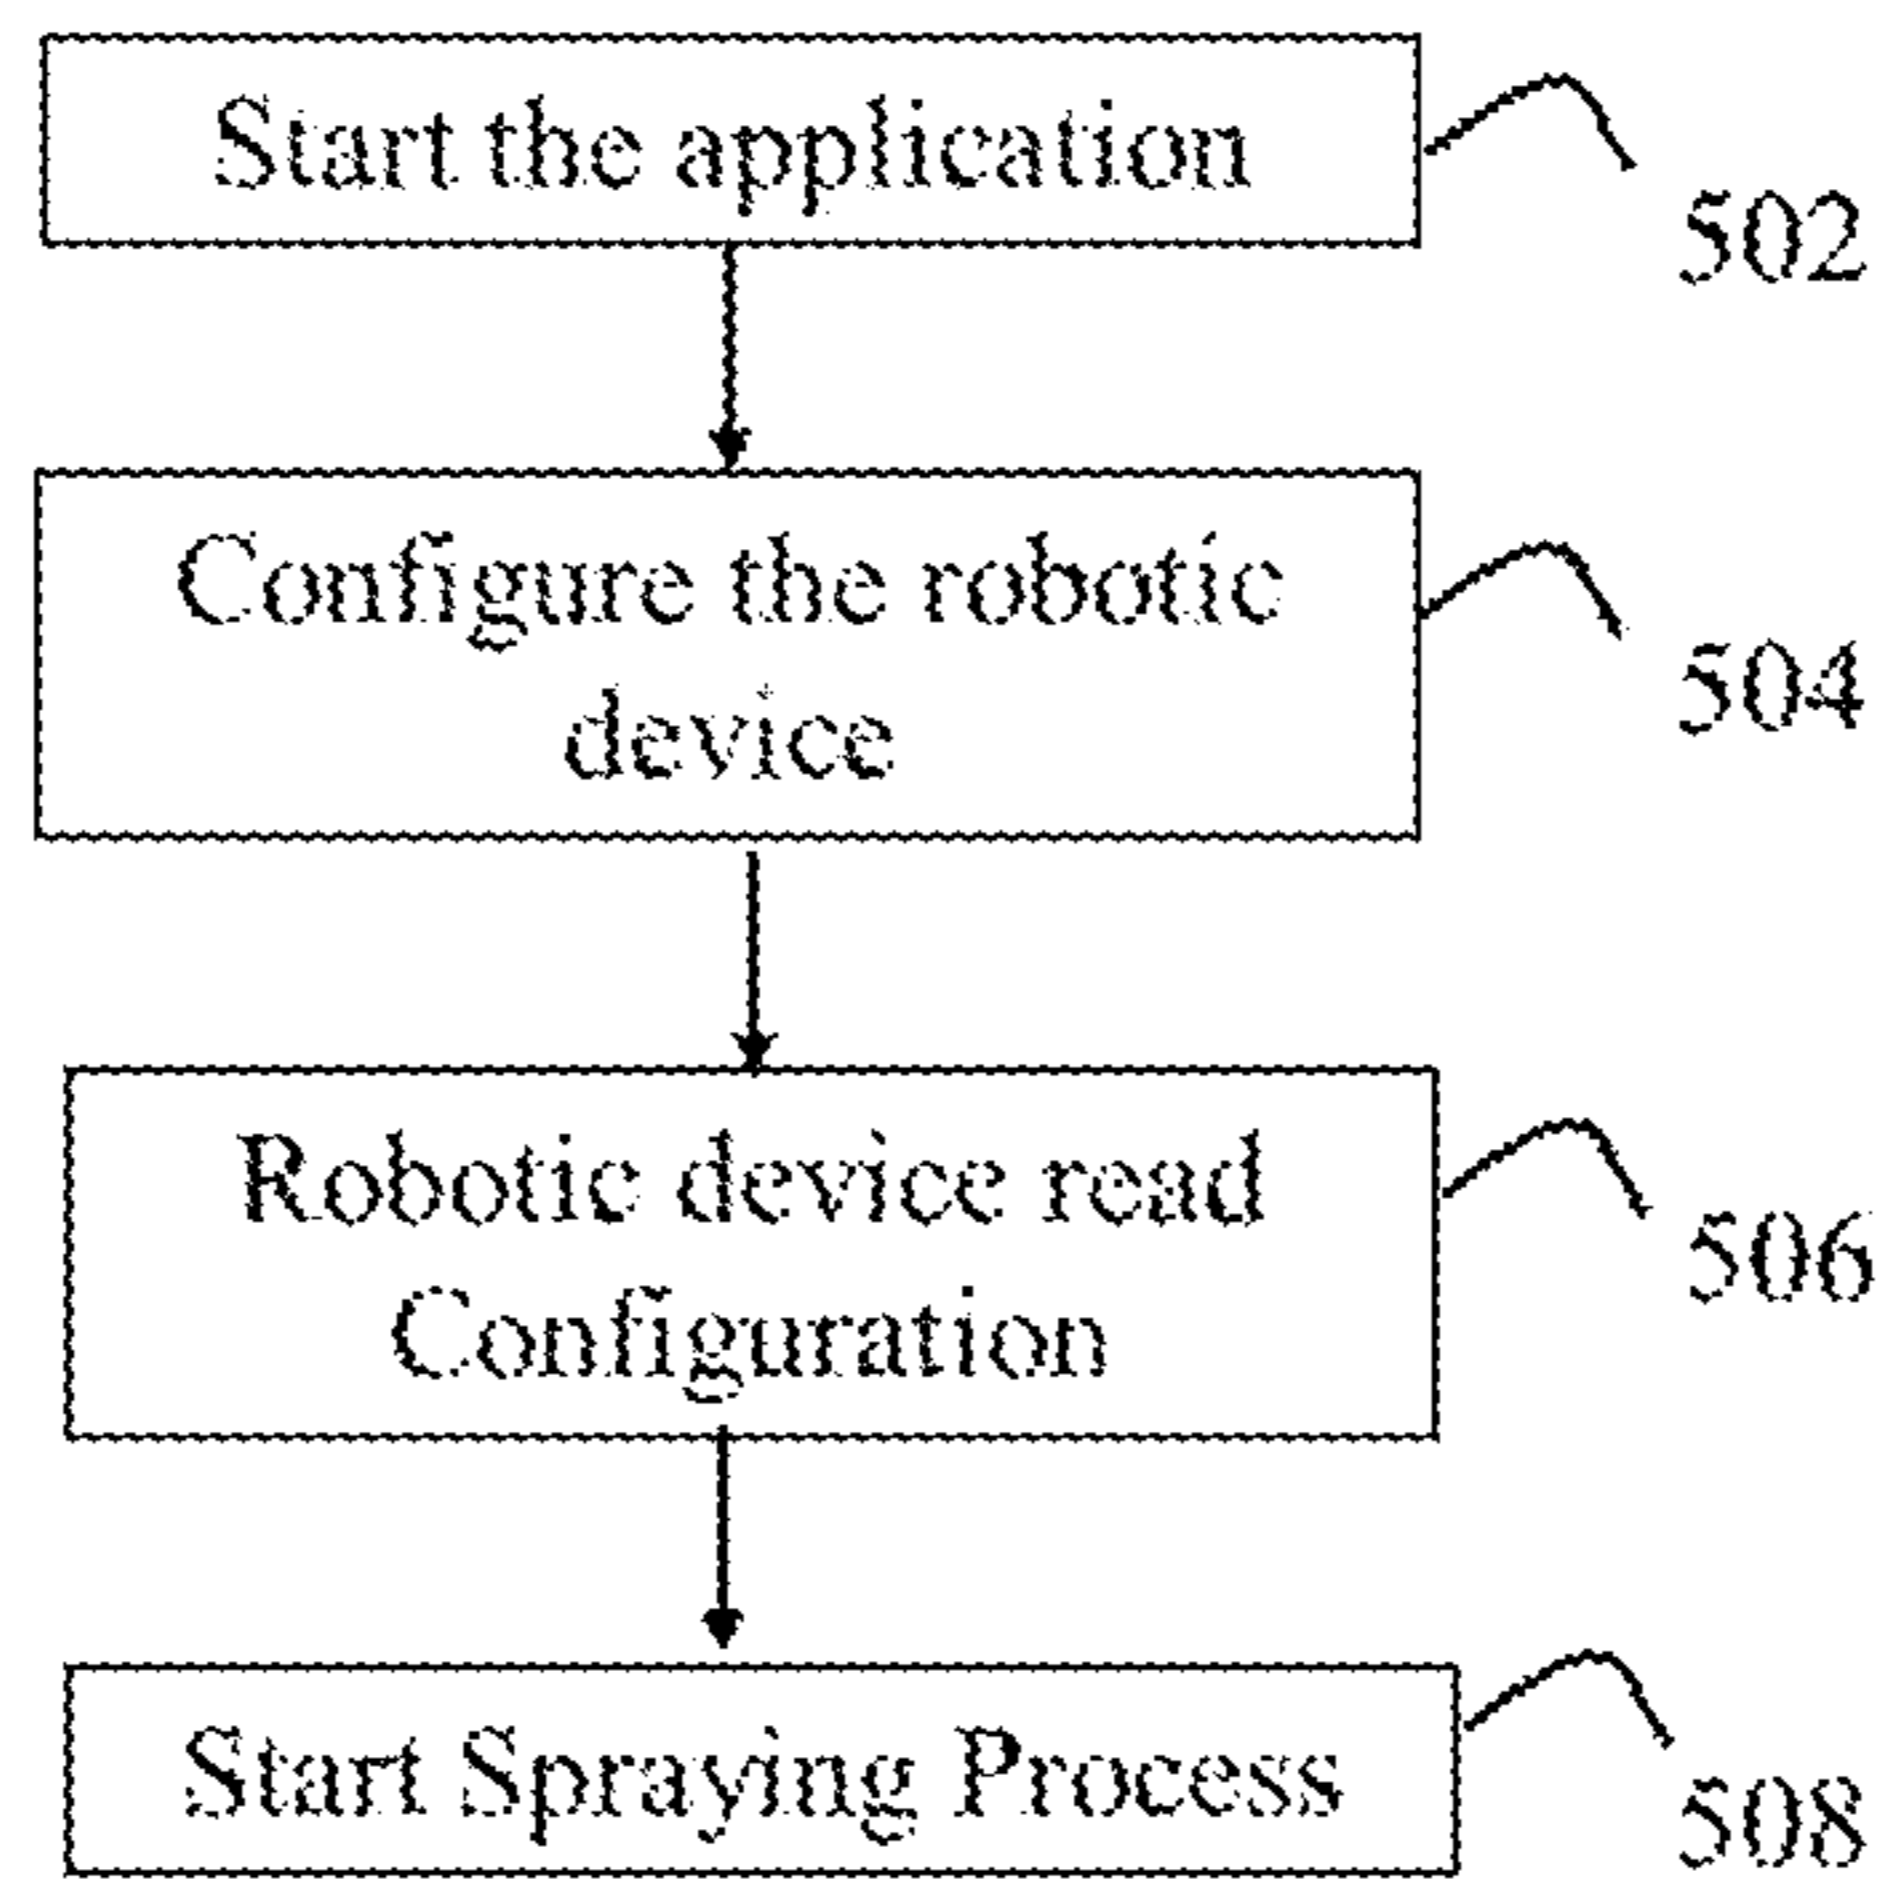 Start the application
502
Configure the robotic
device
504
Robotic device read
Configuration
506
Start Spraying Process
508